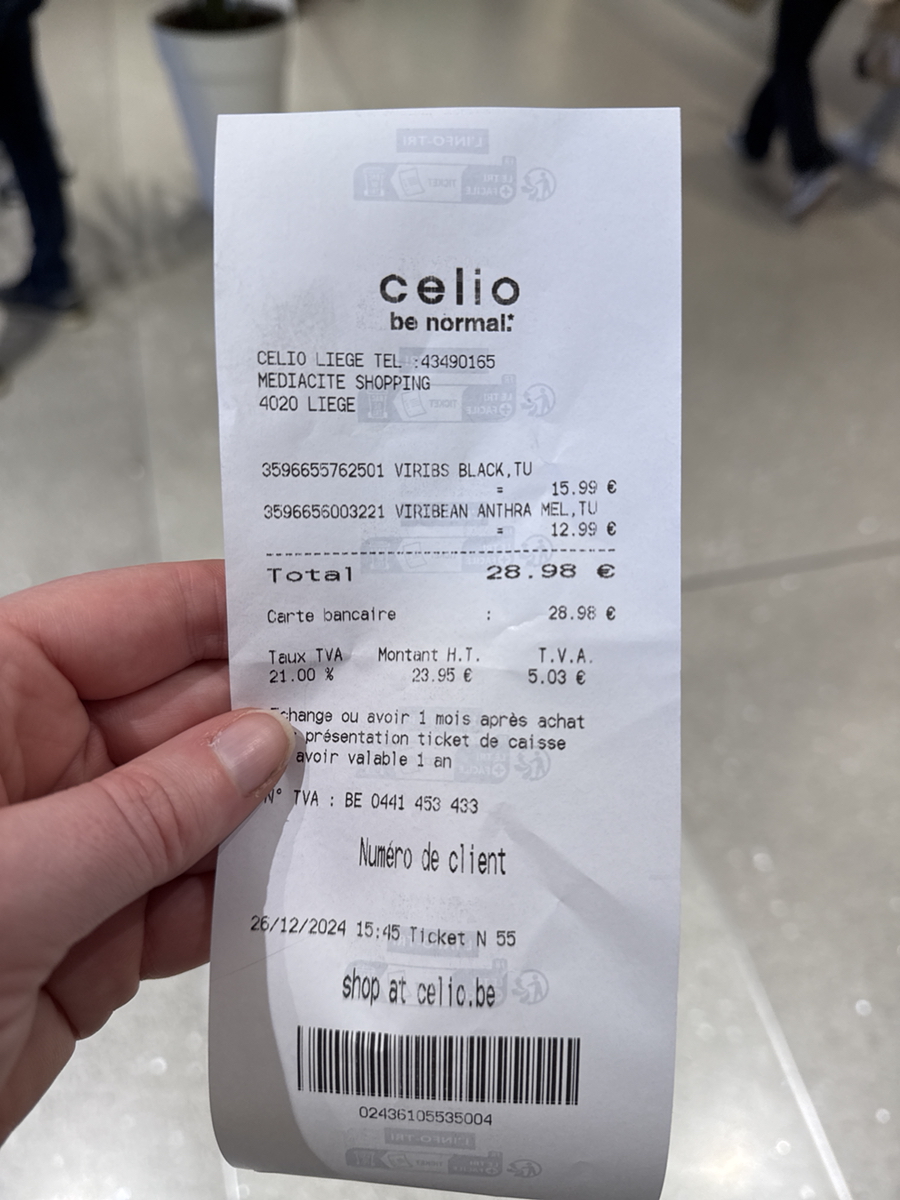 celio
be normal.*
CELIO LIEGE TEL :43490165
MEDIACITE SHOPPING
4020 LIEGE
3596655762501 VIRIBS BLACK,TU
= 15.99 €
3596656003221 VIRIBEAN ANTHRA MEL,TU
= 12.99 €
Total 28.98 €
Carte bancaire : 28.98 €
Taux TVA Montant H.T. T.V.A.
21.00 % 23.95 € 5.03 €
change ou avoir 1 mois après achat
présentation ticket de caisse
avoir valable 1 an
N° TVA : BE 0441 453 433
Numéro de client
26/12/2024 15:45 Ticket N 55
shop at celio.be
02436105535004